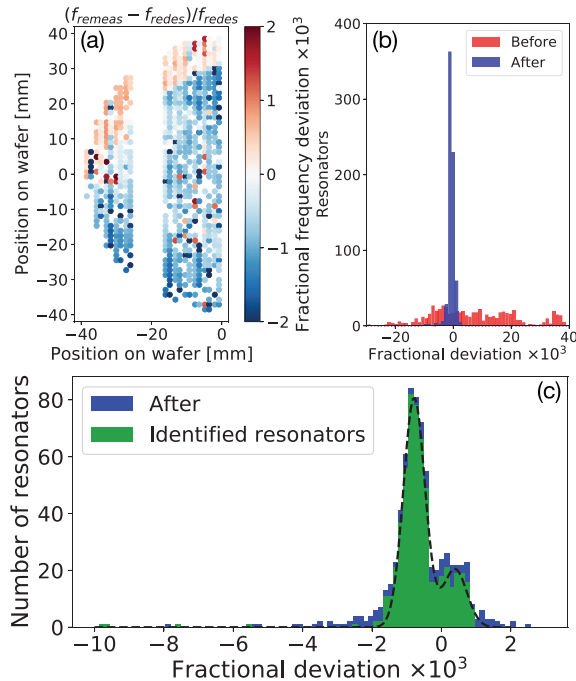 (f_remeas − f_redes)/f_redes
(a)
Position on wafer [mm]
40
30
20
10
0
−10
−20
−30
−40
−40
−20
0
Position on wafer [mm]
2
1
0
−1
−2
Fractional frequency deviation ×10³
(b)
Before
After
Resonators
400
300
200
100
0
−20
0
20
40
Fractional deviation ×10³
(c)
After
Identified resonators
Number of resonators
80
60
40
20
0
−10
−8
−6
−4
−2
0
2
Fractional deviation ×10³